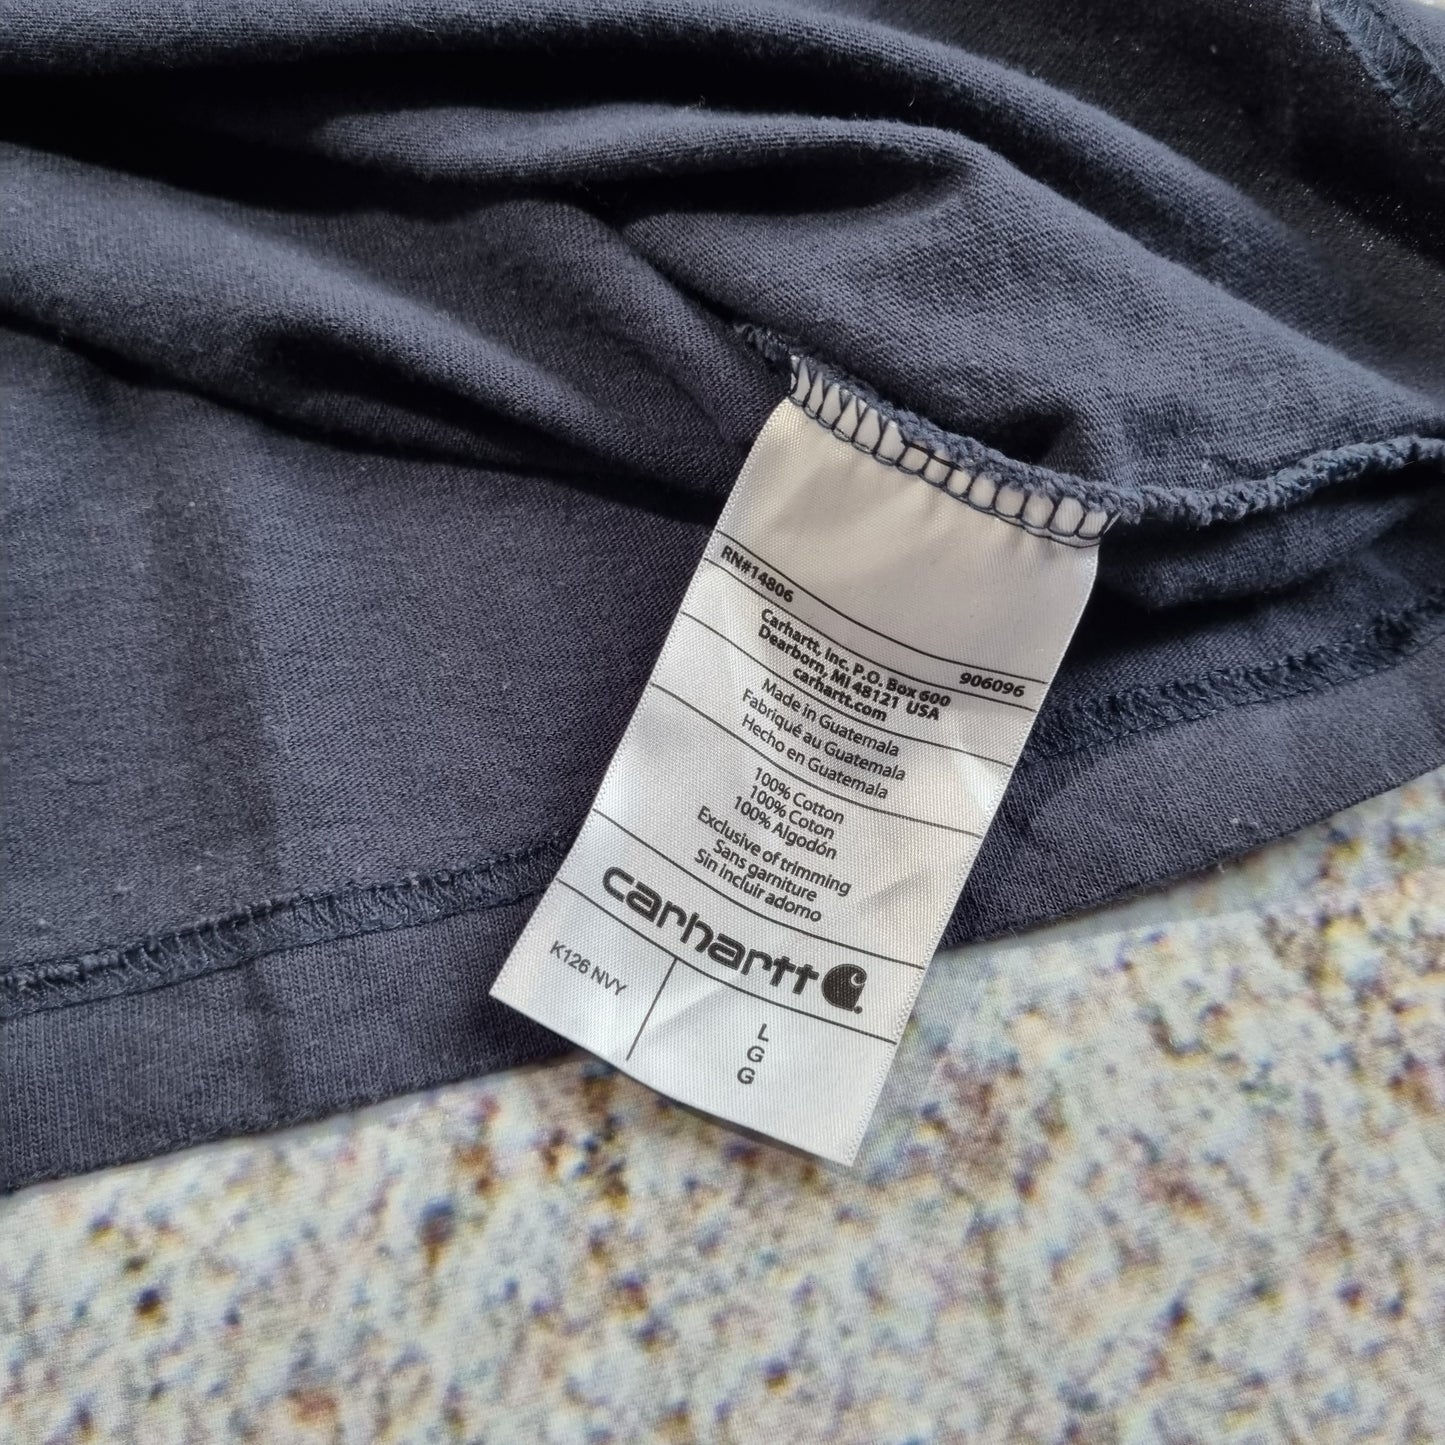 RN#14806
906096
Carhartt, Inc. P.O. Box 600
Dearborn, MI 48121 USA
carhartt.com
Made in Guatemala
Fabriqué au Guatemala
Hecho en Guatemala
100% Cotton
100% Coton
100% Algodón
Exclusive of trimming
Sans garniture
Sin incluir adorno
carhartt
K126 NVY
L
G
G